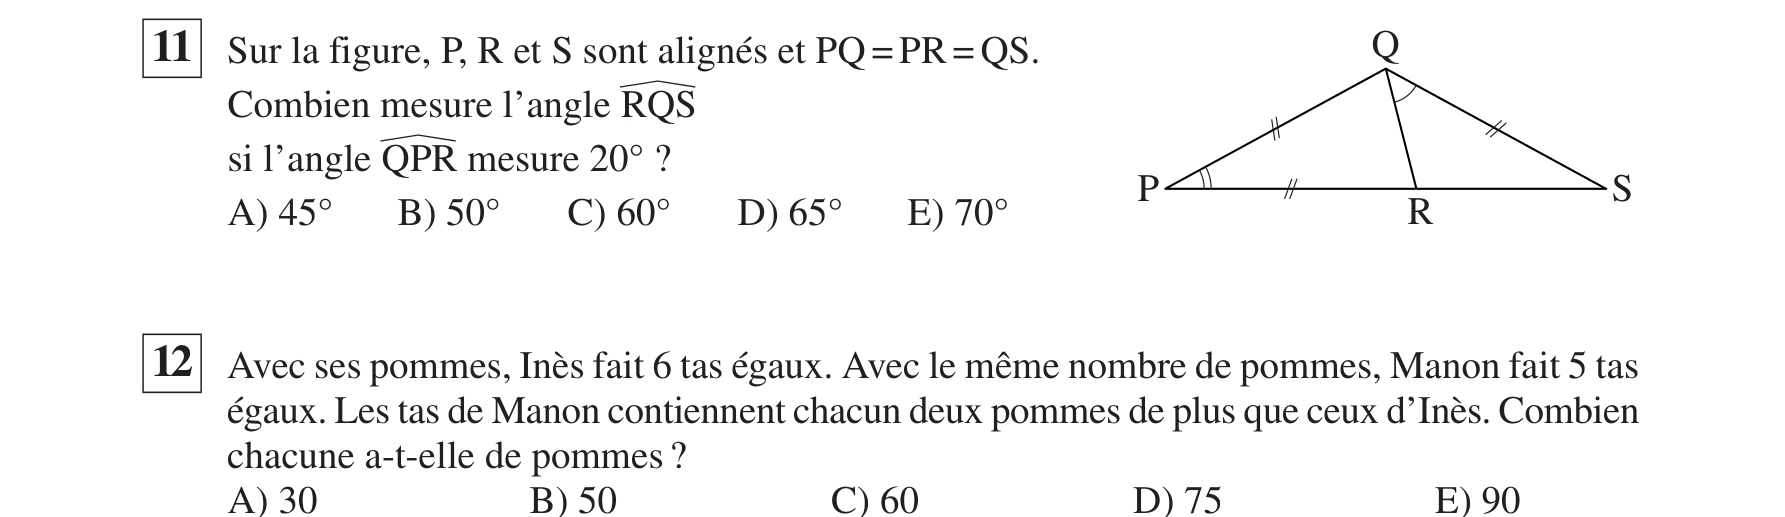 11 Sur la figure, P, R et S sont alignés et PQ = PR = QS.
Combien mesure l’angle RQS
si l’angle QPR mesure 20° ?
A) 45° B) 50° C) 60° D) 65° E) 70°
Q
P
R
S
12 Avec ses pommes, Inès fait 6 tas égaux. Avec le même nombre de pommes, Manon fait 5 tas
égaux. Les tas de Manon contiennent chacun deux pommes de plus que ceux d’Inès. Combien
chacune a-t-elle de pommes ?
A) 30 B) 50 C) 60 D) 75 E) 90